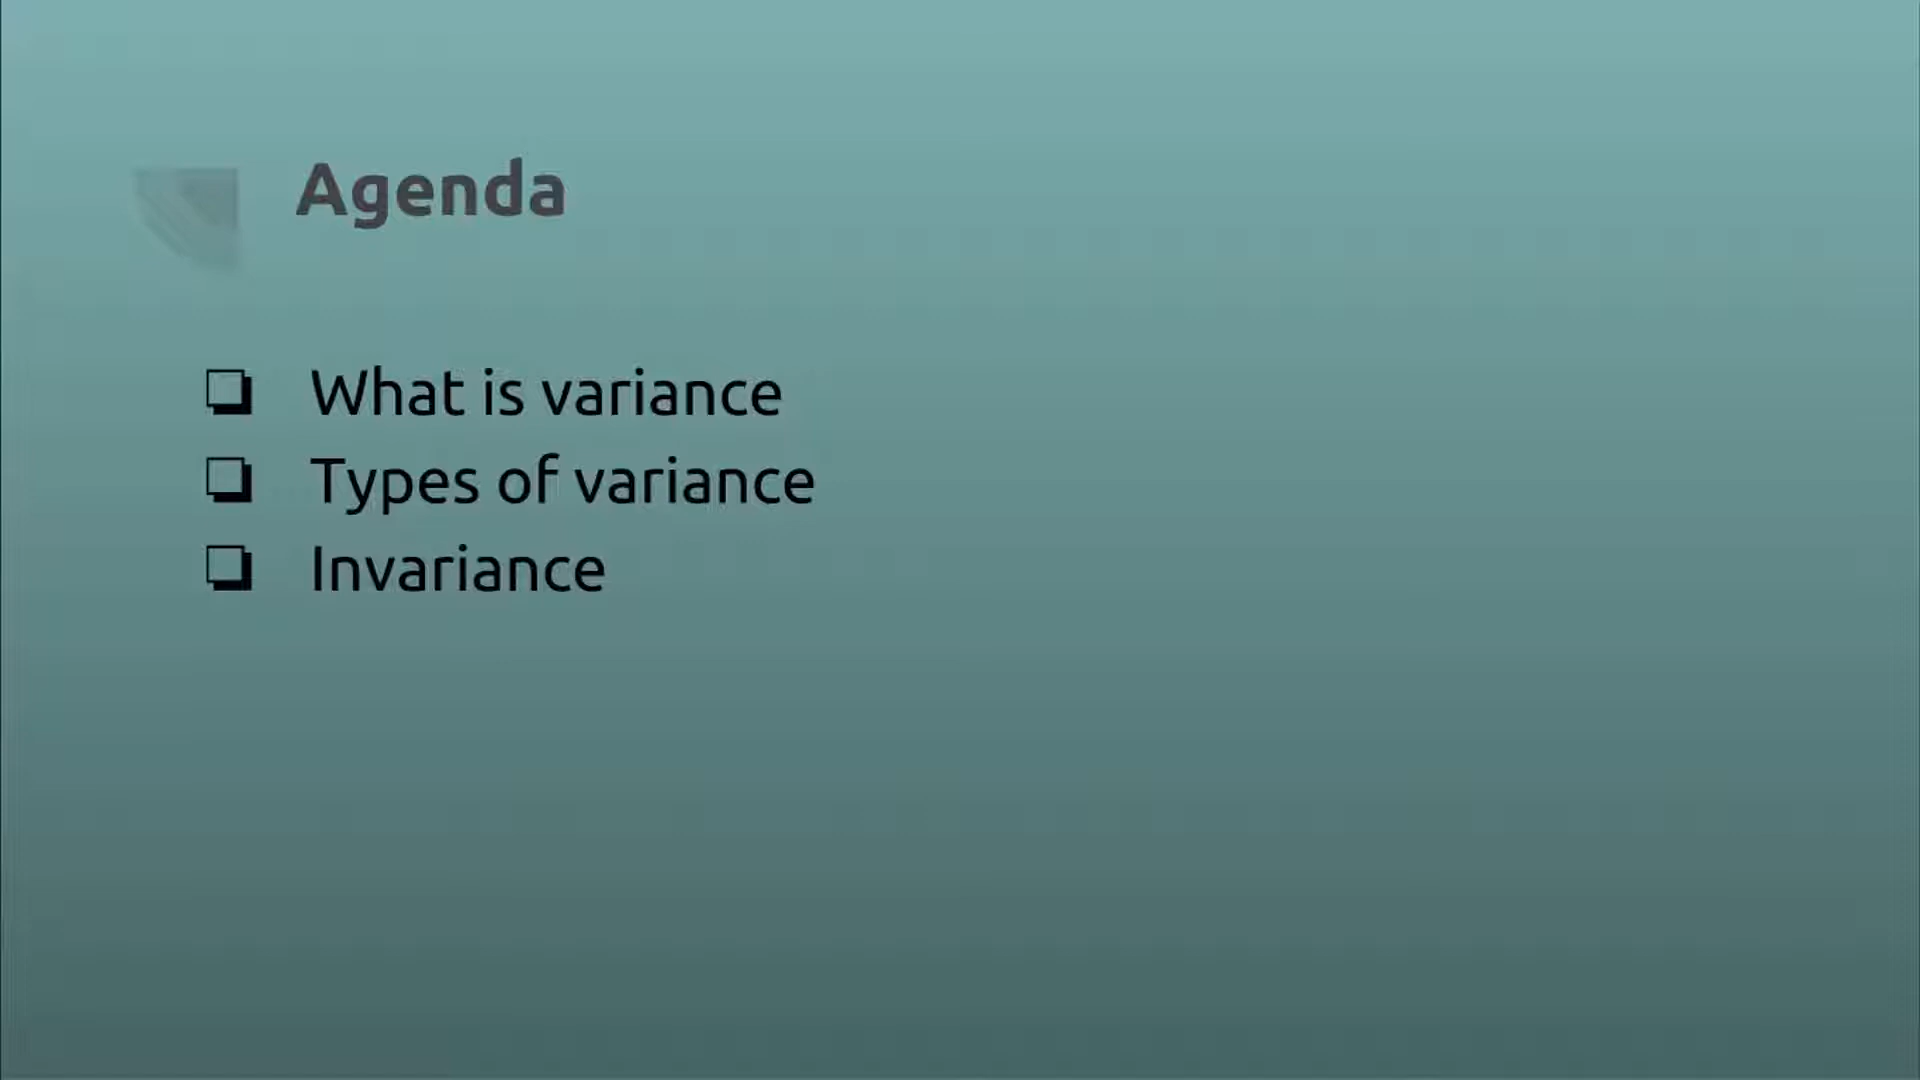 Agenda
❏ What is variance
❏ Types of variance
❏ Invariance